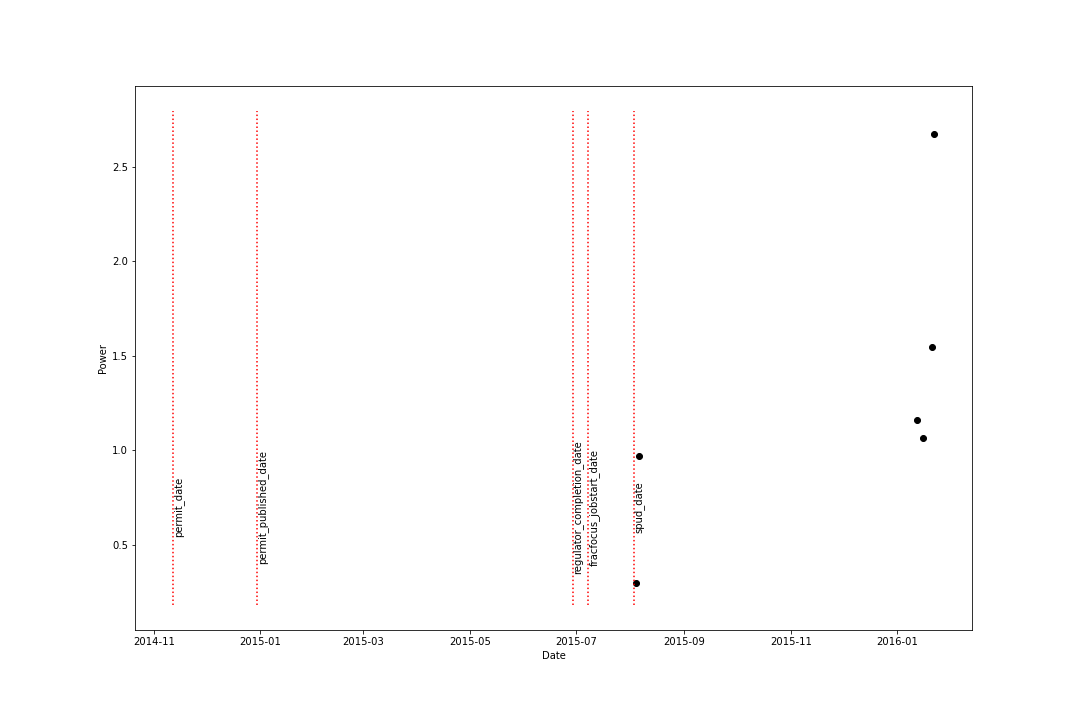 2.5
2.0
1.5
1.0
0.5
Power
permit_date
permit_published_date
regulator_completion_date
fracfocus_jobstart_date
spud_date
2014-11 2015-01 2015-03 2015-05 2015-07 2015-09 2015-11 2016-01
Date